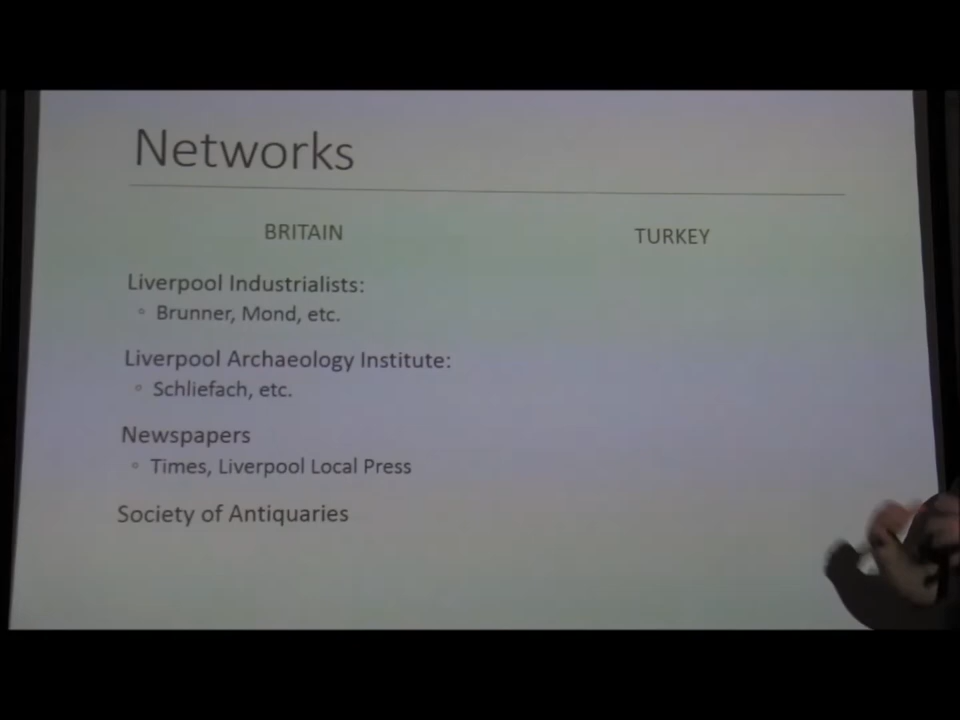 Networks
BRITAIN
TURKEY
Liverpool Industrialists:
Brunner, Mond, etc.
Liverpool Archaeology Institute:
Schliefach, etc.
Newspapers
Times, Liverpool Local Press
Society of Antiquaries